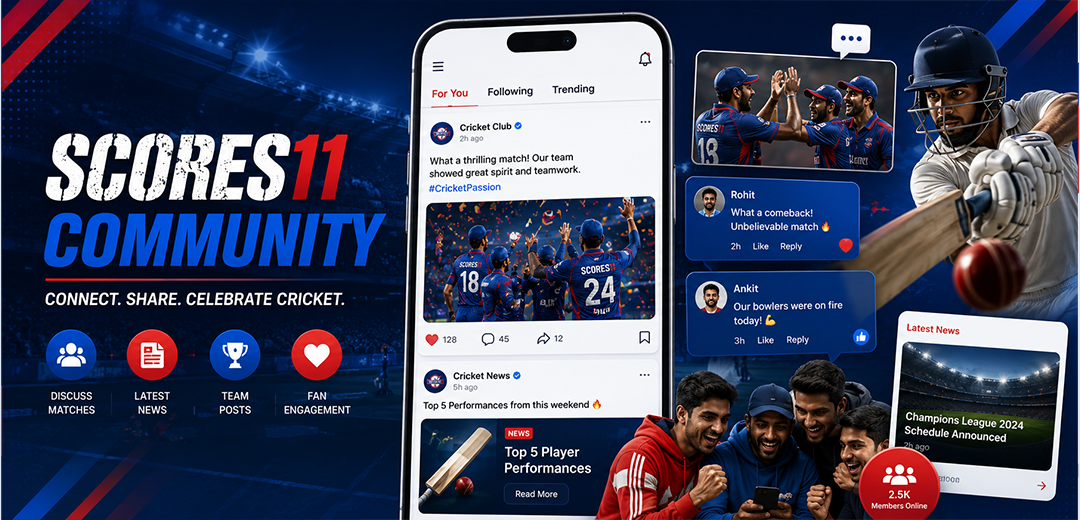 SCORES11
COMMUNITY
CONNECT. SHARE. CELEBRATE CRICKET.
DISCUSS
MATCHES
LATEST
NEWS
TEAM
POSTS
FAN
ENGAGEMENT
For You
Following
Trending
Cricket Club
2h ago
What a thrilling match! Our team
showed great spirit and teamwork.
#CricketPassion
SCORES11
18
SCORES11
24
128
45
12
Cricket News
5h ago
Top 5 Performances from this weekend 🔥
NEWS
Top 5 Player
Performances
Read More
SCORES11
13
Rohit
What a comeback!
Unbelievable match 🔥
2h Like Reply
Ankit
Our bowlers were on fire
today! 💪
3h Like Reply
Latest News
Champions League 2024
Schedule Announced
2h ago
2.5K
Members Online